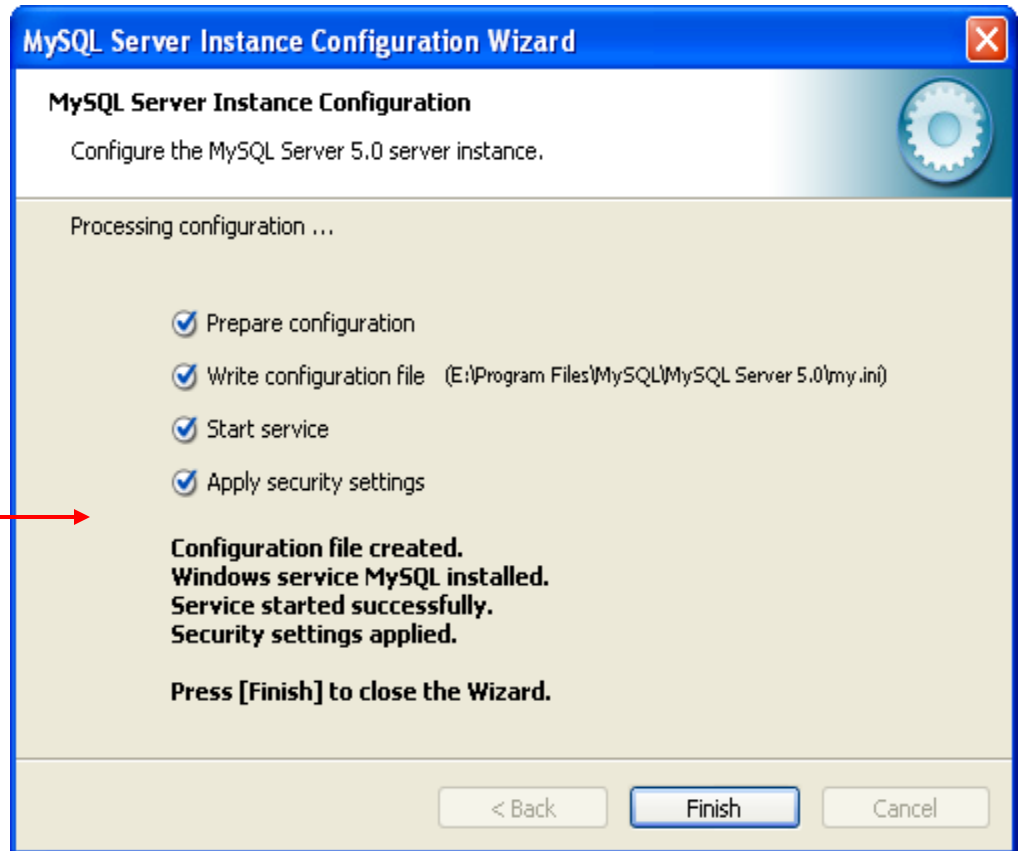 MySQL Server Instance Configuration Wizard
MySQL Server Instance Configuration
Configure the MySQL Server 5.0 server instance.
Processing configuration ...
Prepare configuration
Write configuration file (E:\Program Files\MySQL\MySQL Server 5.0\my.ini)
Start service
Apply security settings
Configuration file created.
Windows service MySQL installed.
Service started successfully.
Security settings applied.
Press [Finish] to close the Wizard.
< Back Finish Cancel